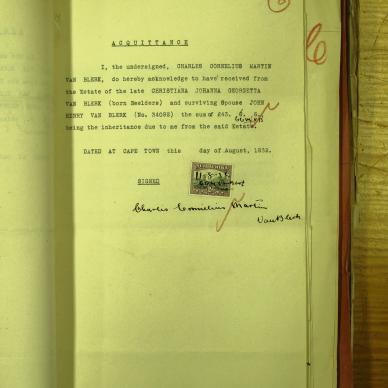 ACQUITTANCE
I, the undersigned, CHARLES CORNELIUS MARTIN
VAN BLERK, do hereby acknowledge to have received from
the Estate of the late CHRISTIANA JOHANNA GEORGETTA
VAN BLERK (born Beelders) and surviving Spouse JOHN
HENRY VAN BLERK (No. 34092) the sum of £43. 6. 8.
being the inheritance due to me from the said Estate.
DATED AT CAPE TOWN this day of August, 1932.
SIGNED
Charles Cornelius Martin
Van Blerk